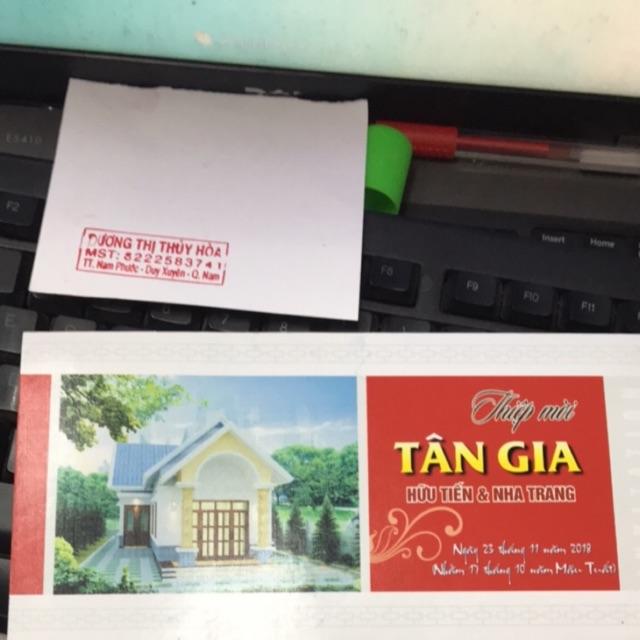 E5410
F2
DƯƠNG THỊ THÚY HÒA
MST: 8222583741
TT. Nam Phước - Duy Xuyên - Q. Nam
Insert
Home
F8
F9
F10
F11
E
Thiệp mời
TÂN GIA
HỮU TIẾN & NHA TRANG
Ngày 23 tháng 11 năm 2018
(Nhằm 17 tháng 10 năm Mậu Tuất)